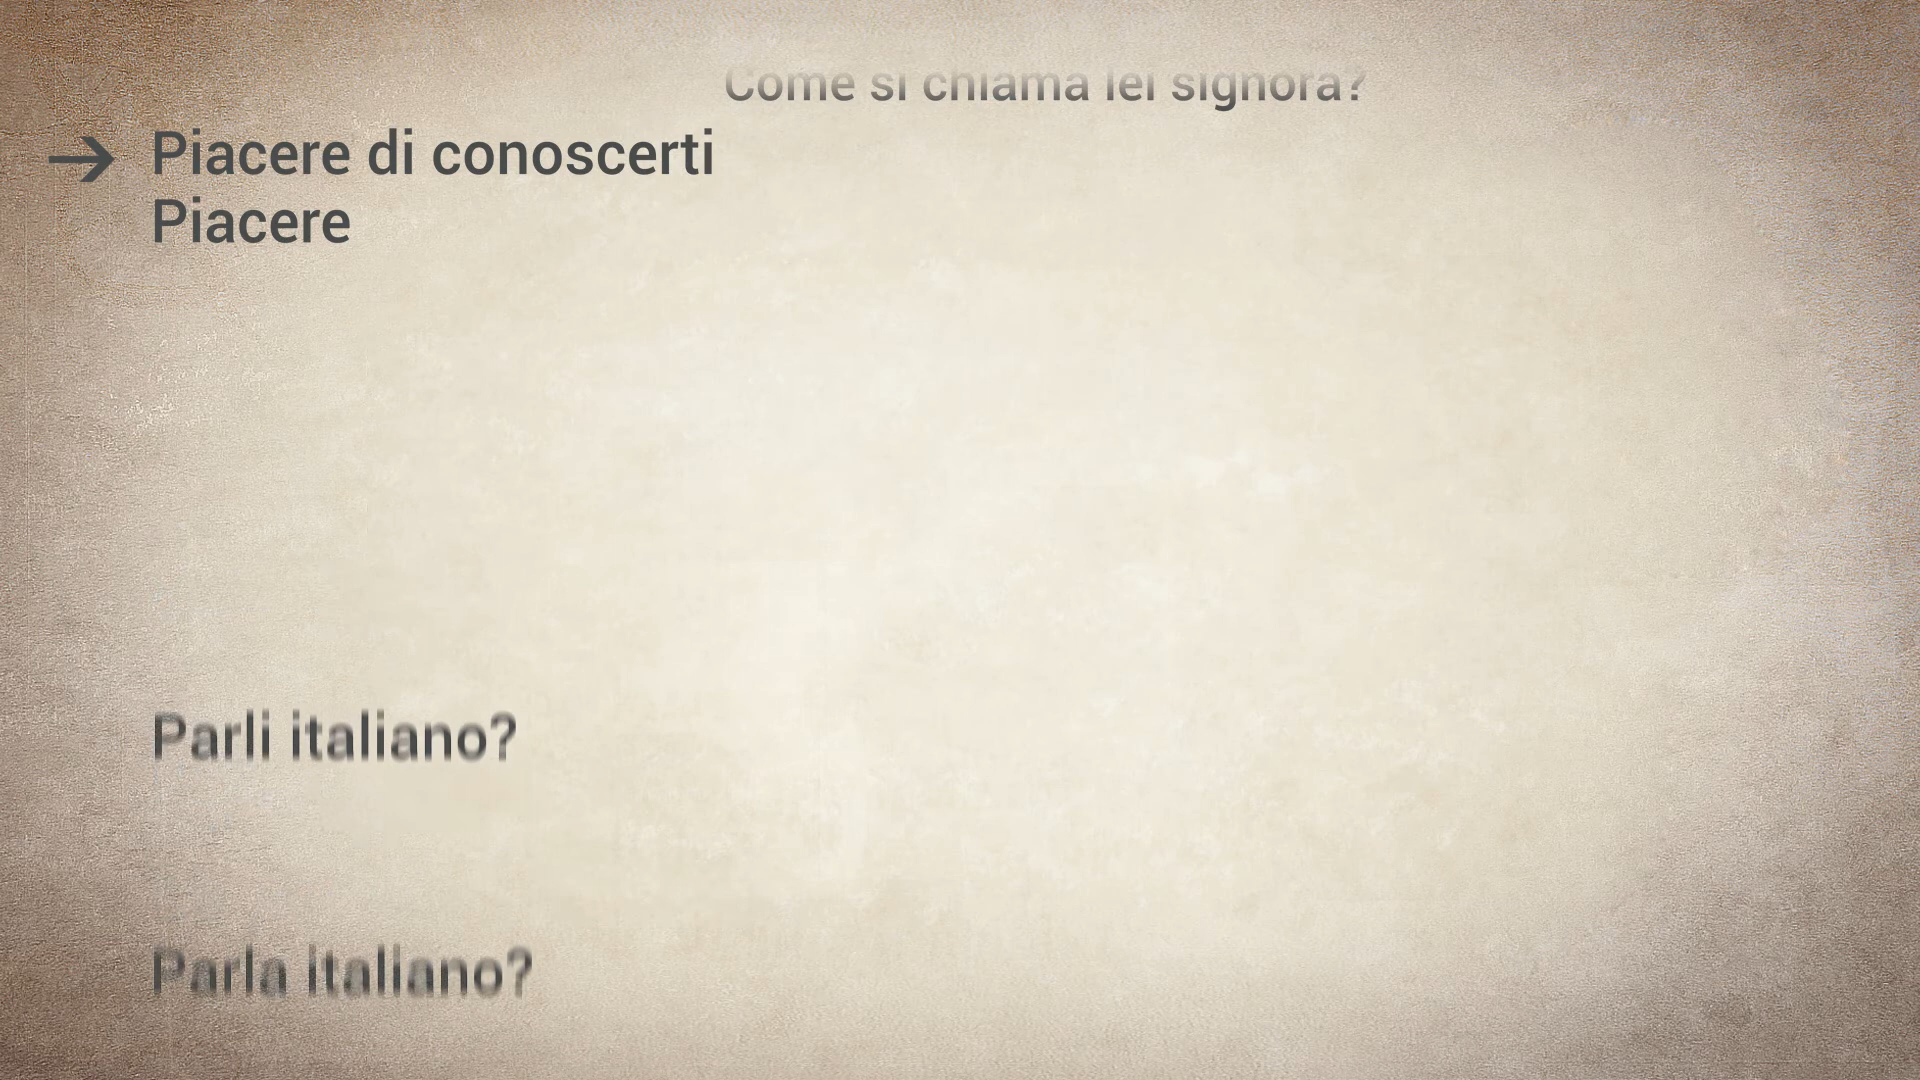 Come si chiama lei signora?
→ Piacere di conoscerti
Piacere
Parli italiano?
Parla italiano?